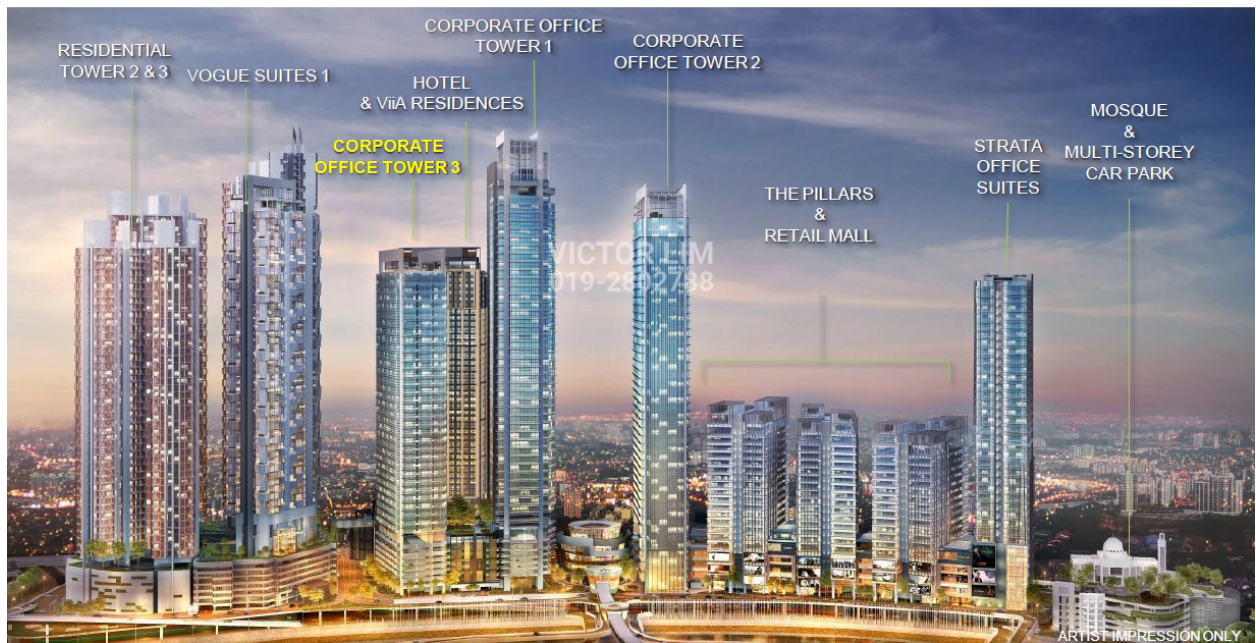 RESIDENTIAL
TOWER 2 & 3
VOGUE SUITES 1
CORPORATE
OFFICE TOWER 3
HOTEL
& ViiA RESIDENCES
CORPORATE OFFICE
TOWER 1
CORPORATE
OFFICE TOWER 2
THE PILLARS
&
RETAIL MALL
STRATA
OFFICE
SUITES
MOSQUE
&
MULTI-STOREY
CAR PARK
VICTOR LIM
019-2802788
ARTIST IMPRESSION ONLY